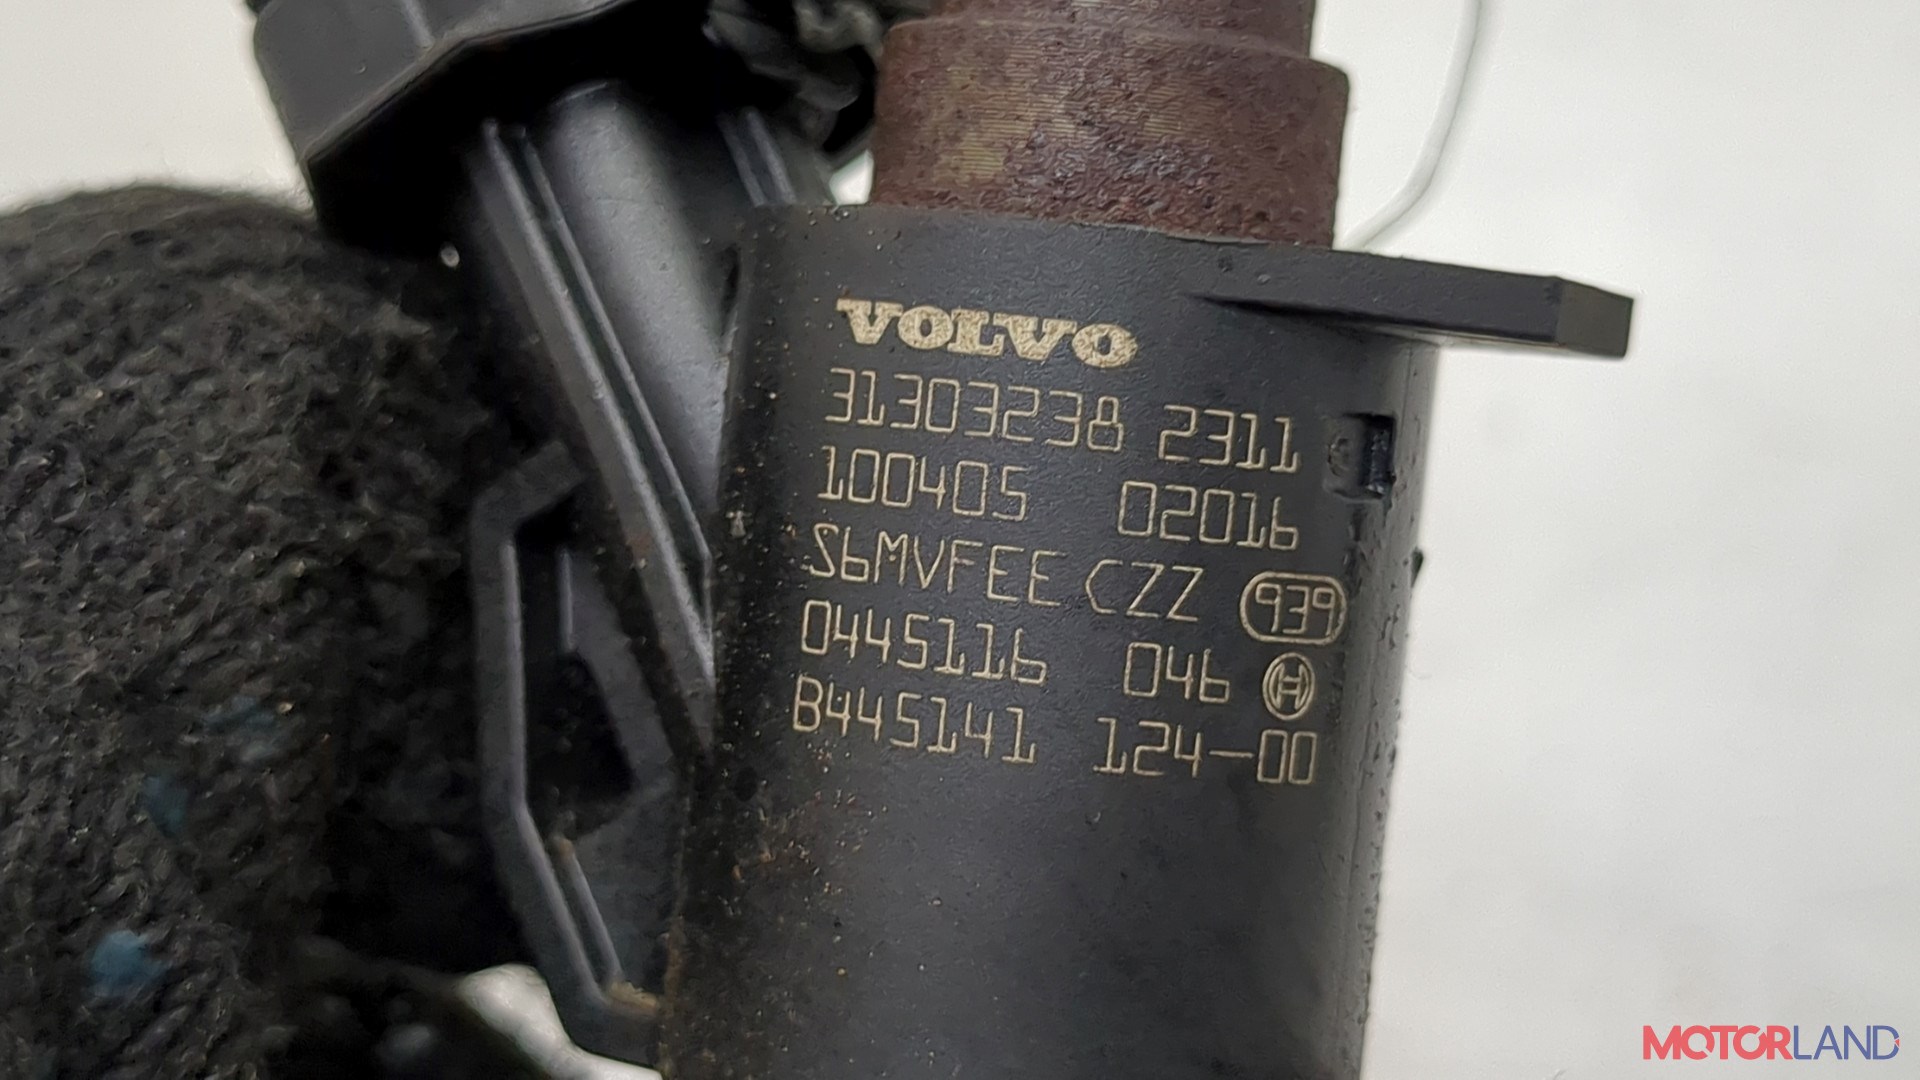 VOLVO
31303238 2311
100405 02016
S6MVFEE CZZ 939
0445116 046
B445141 124-00
MOTORLAND